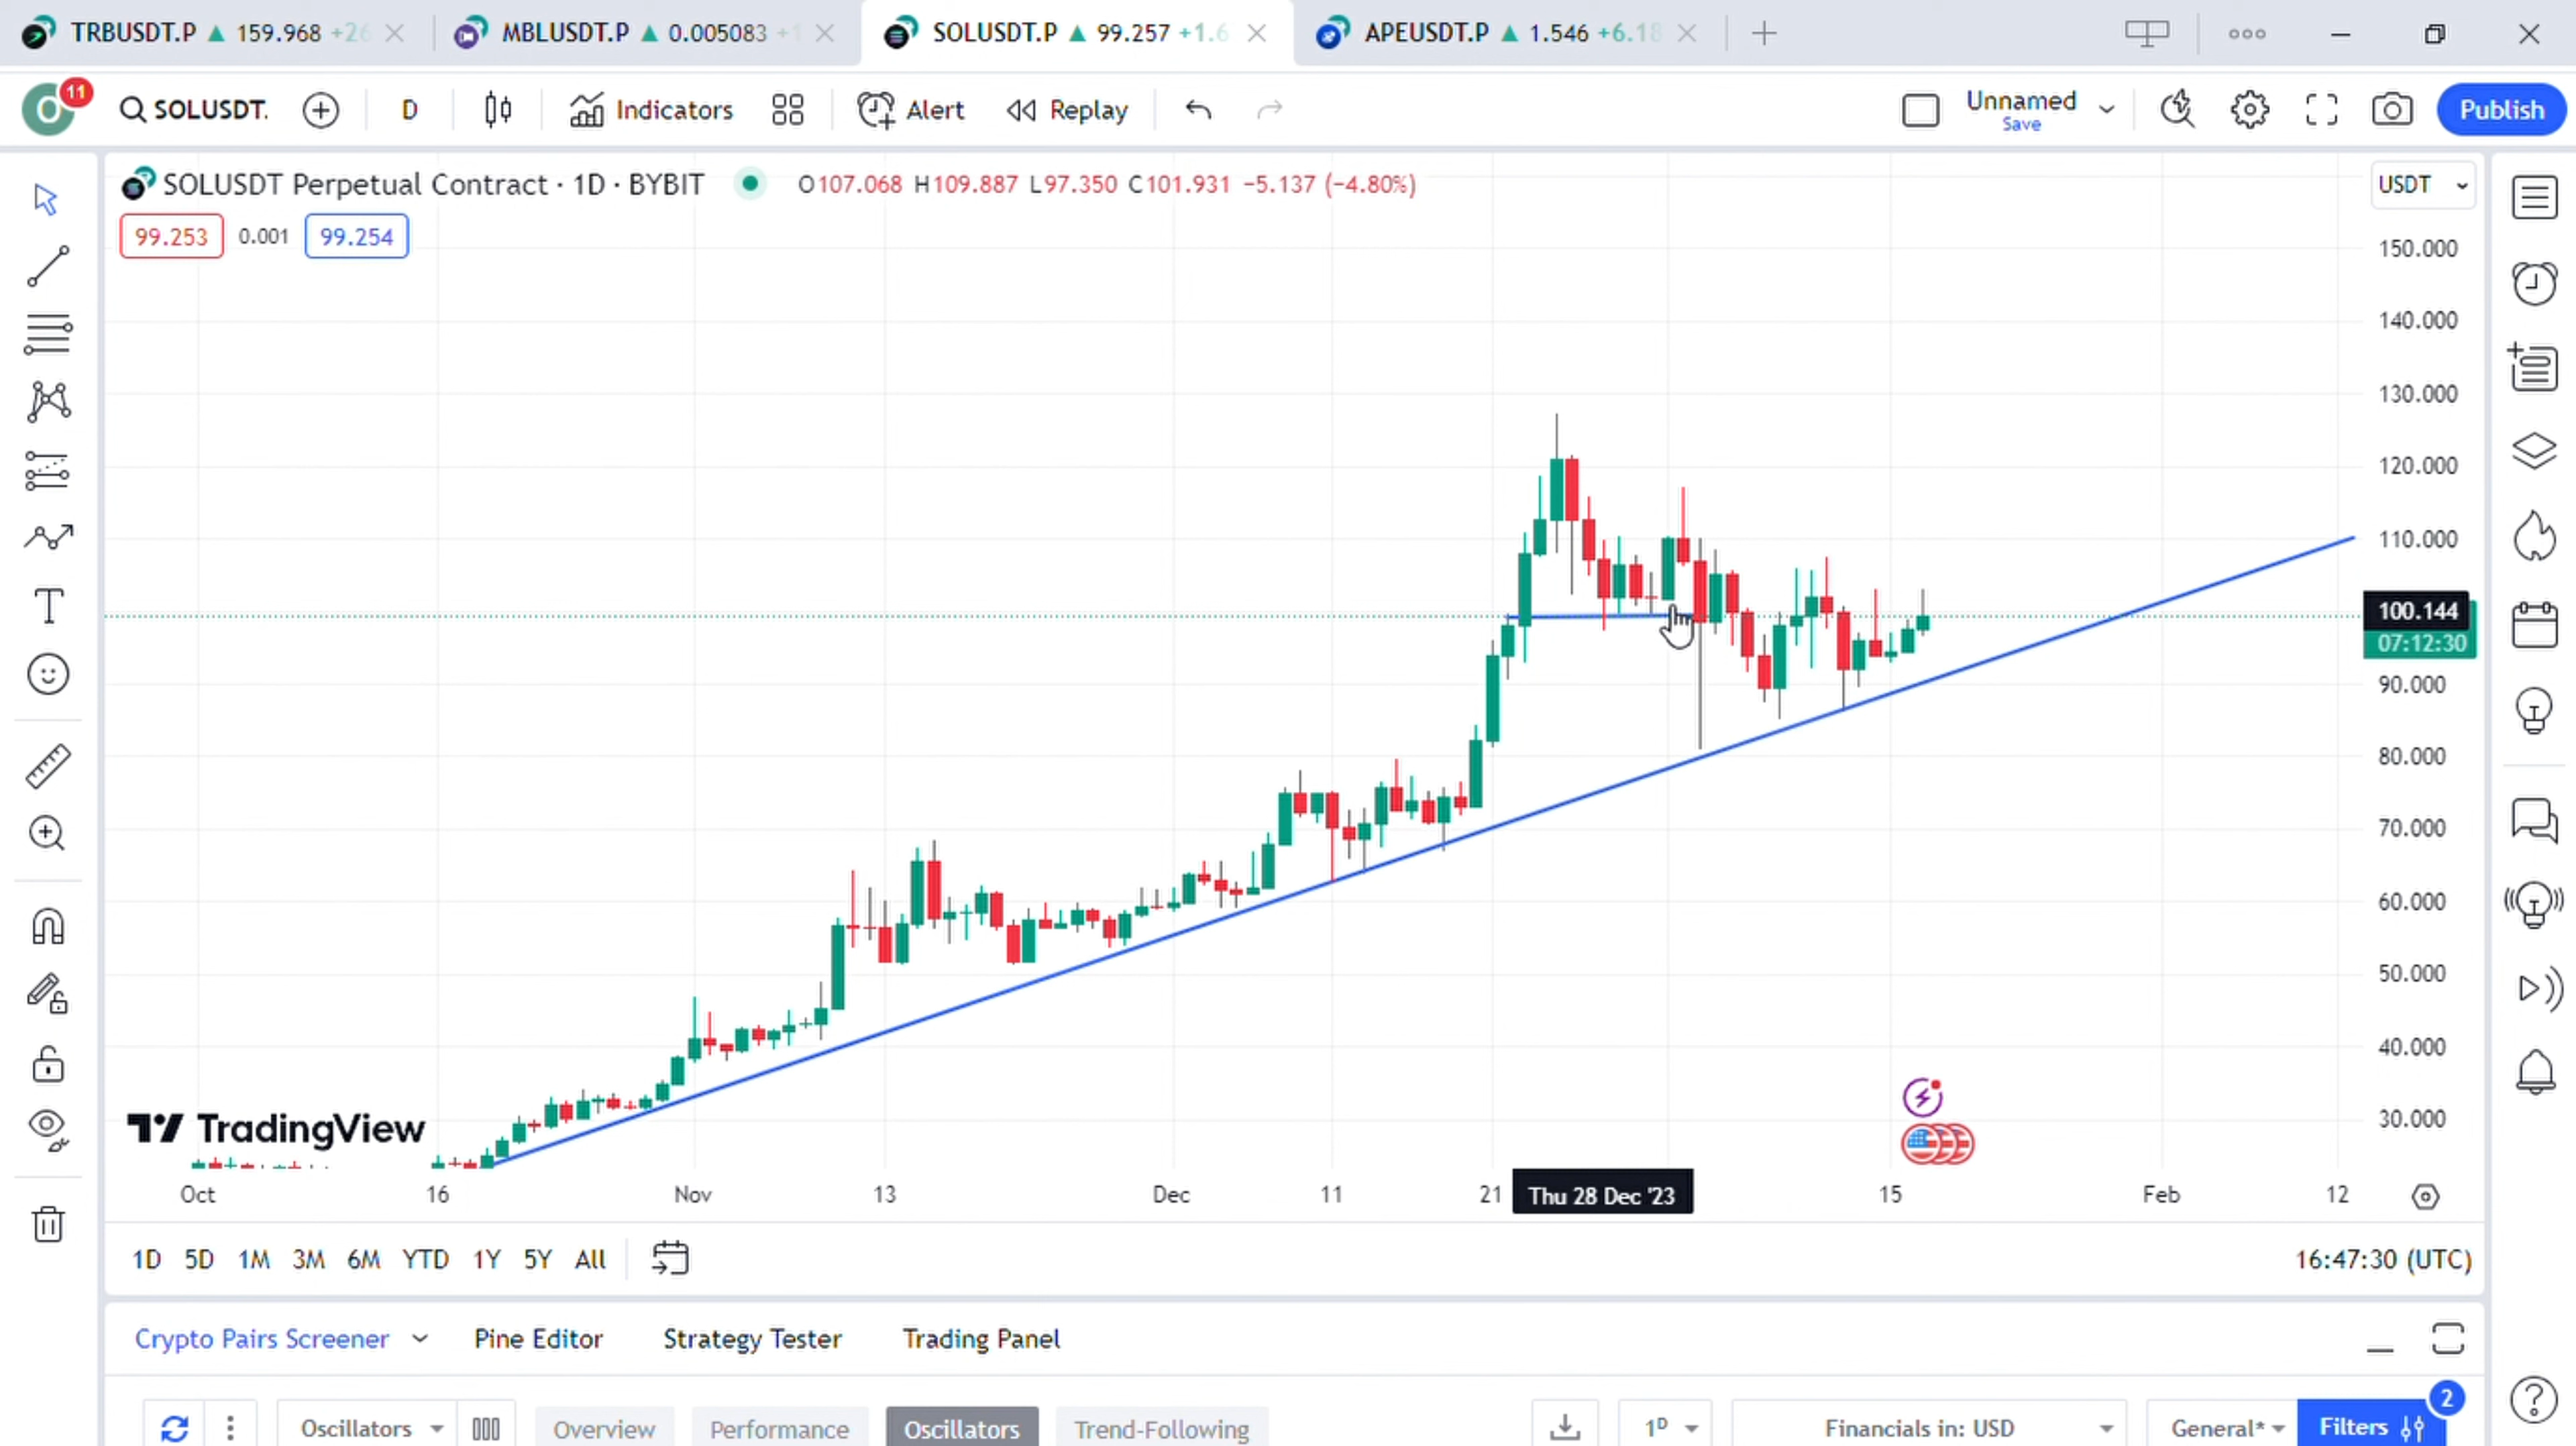 TRBUSDT.P ▲ 159.968 +26
MBLUSDT.P ▲ 0.005083 +1
SOLUSDT.P ▲ 99.257 +1.6
APEUSDT.P ▲ 1.546 +6.18
O 11
SOLUSDT. D Indicators Alert Replay
Unnamed
Save
Publish
SOLUSDT Perpetual Contract · 1D · BYBIT O107.068 H109.887 L97.350 C101.931 −5.137 (−4.80%)
USDT
99.253 0.001 99.254
150.000
140.000
130.000
120.000
110.000
100.144
07:12:30
90.000
80.000
70.000
60.000
50.000
40.000
30.000
TradingView
Oct 16 Nov 13 Dec 11 21 Thu 28 Dec '23 15 Feb 12
1D 5D 1M 3M 6M YTD 1Y 5Y All
16:47:30 (UTC)
Crypto Pairs Screener Pine Editor Strategy Tester Trading Panel
Oscillators Overview Performance Oscillators Trend-Following
1D Financials in: USD General* Filters 2